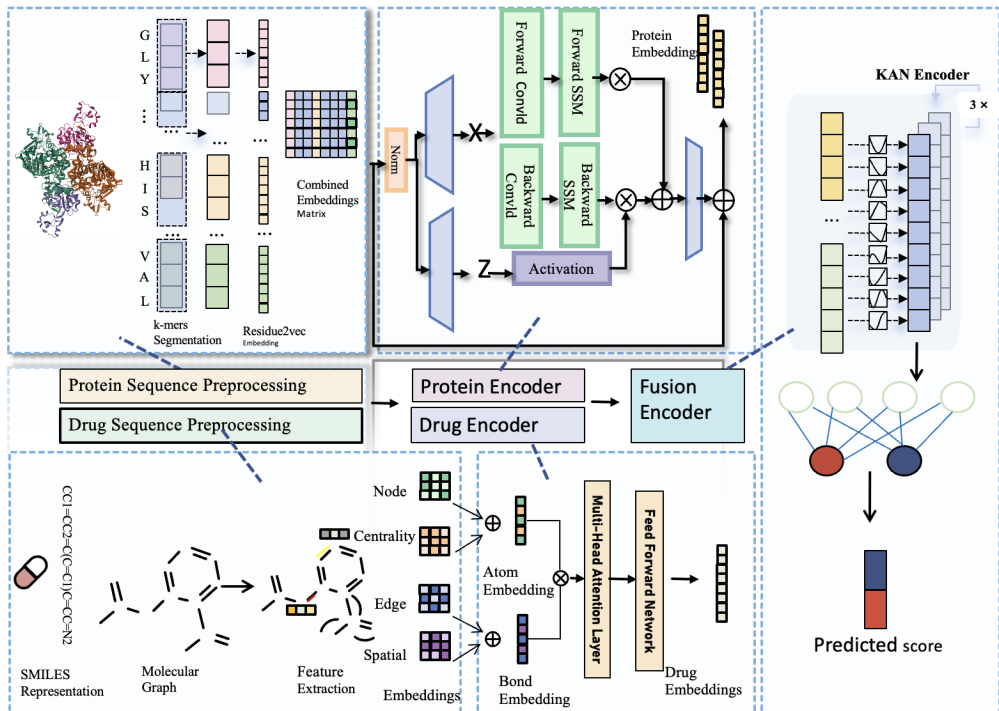 G
L
Y
...
...
H
I
S
...
V
A
L
k-mers
Segmentation
...
...
Residue2vec
Embedding
Combined
Embeddings
Matrix
Norm
X
Z
Forward Convld
Forward SSM
Backward Convld
Backward SSM
Activation
Protein
Embeddings
KAN Encoder
3 ×
...
...
Protein Sequence Preprocessing
Drug Sequence Preprocessing
Protein Encoder
Drug Encoder
Fusion
Encoder
CC1=CC2=C(C=C1)C=CC=N2
SMILES
Representation
Molecular
Graph
Feature
Extraction
Node
Centrality
Edge
Spatial
Embeddings
Atom
Embedding
Bond
Embedding
Multi-Head Attention Layer
Feed Forward Network
Drug
Embeddings
Predicted score